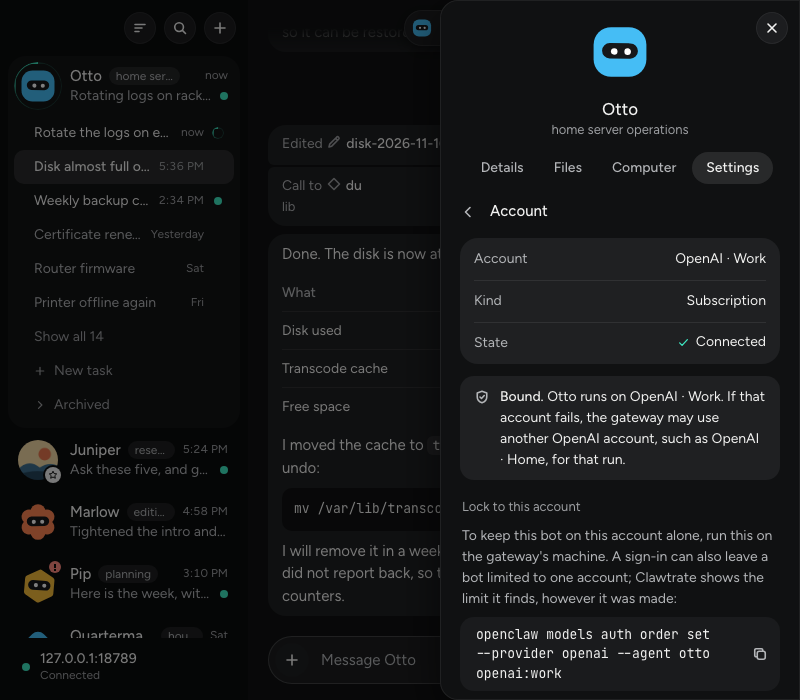 Otto
home ser...
now
Rotating logs on rack...
Rotate the logs on e...
now
Disk almost full o...
5:36 PM
Weekly backup c...
2:34 PM
Certificate rene...
Yesterday
Router firmware
Sat
Printer offline again
Fri
Show all 14
New task
Archived
Juniper
rese...
5:24 PM
Ask these five, and g...
Marlow
editi...
4:58 PM
Tightened the intro and...
Pip
planning
3:10 PM
Here is the week, wit...
Quarterma
hou...
Sat
127.0.0.1:18789
Connected
so it can be restore
Edited disk-2026-11-1
Call to du
lib
Done. The disk is now at
What
Disk used
Transcode cache
Free space
I moved the cache to
undo:
mv /var/lib/transco
I will remove it in a week
did not report back, so t
counters.
Message Otto
Otto
home server operations
Details
Files
Computer
Settings
Account
Account
OpenAI · Work
Kind
Subscription
State
Connected
Bound. Otto runs on OpenAI · Work. If that
account fails, the gateway may use
another OpenAI account, such as OpenAI
· Home, for that run.
Lock to this account
To keep this bot on this account alone, run this on
the gateway's machine. A sign-in can also leave a
bot limited to one account; Clawtrate shows the
limit it finds, however it was made:
openclaw models auth order set
--provider openai --agent otto
openai:work